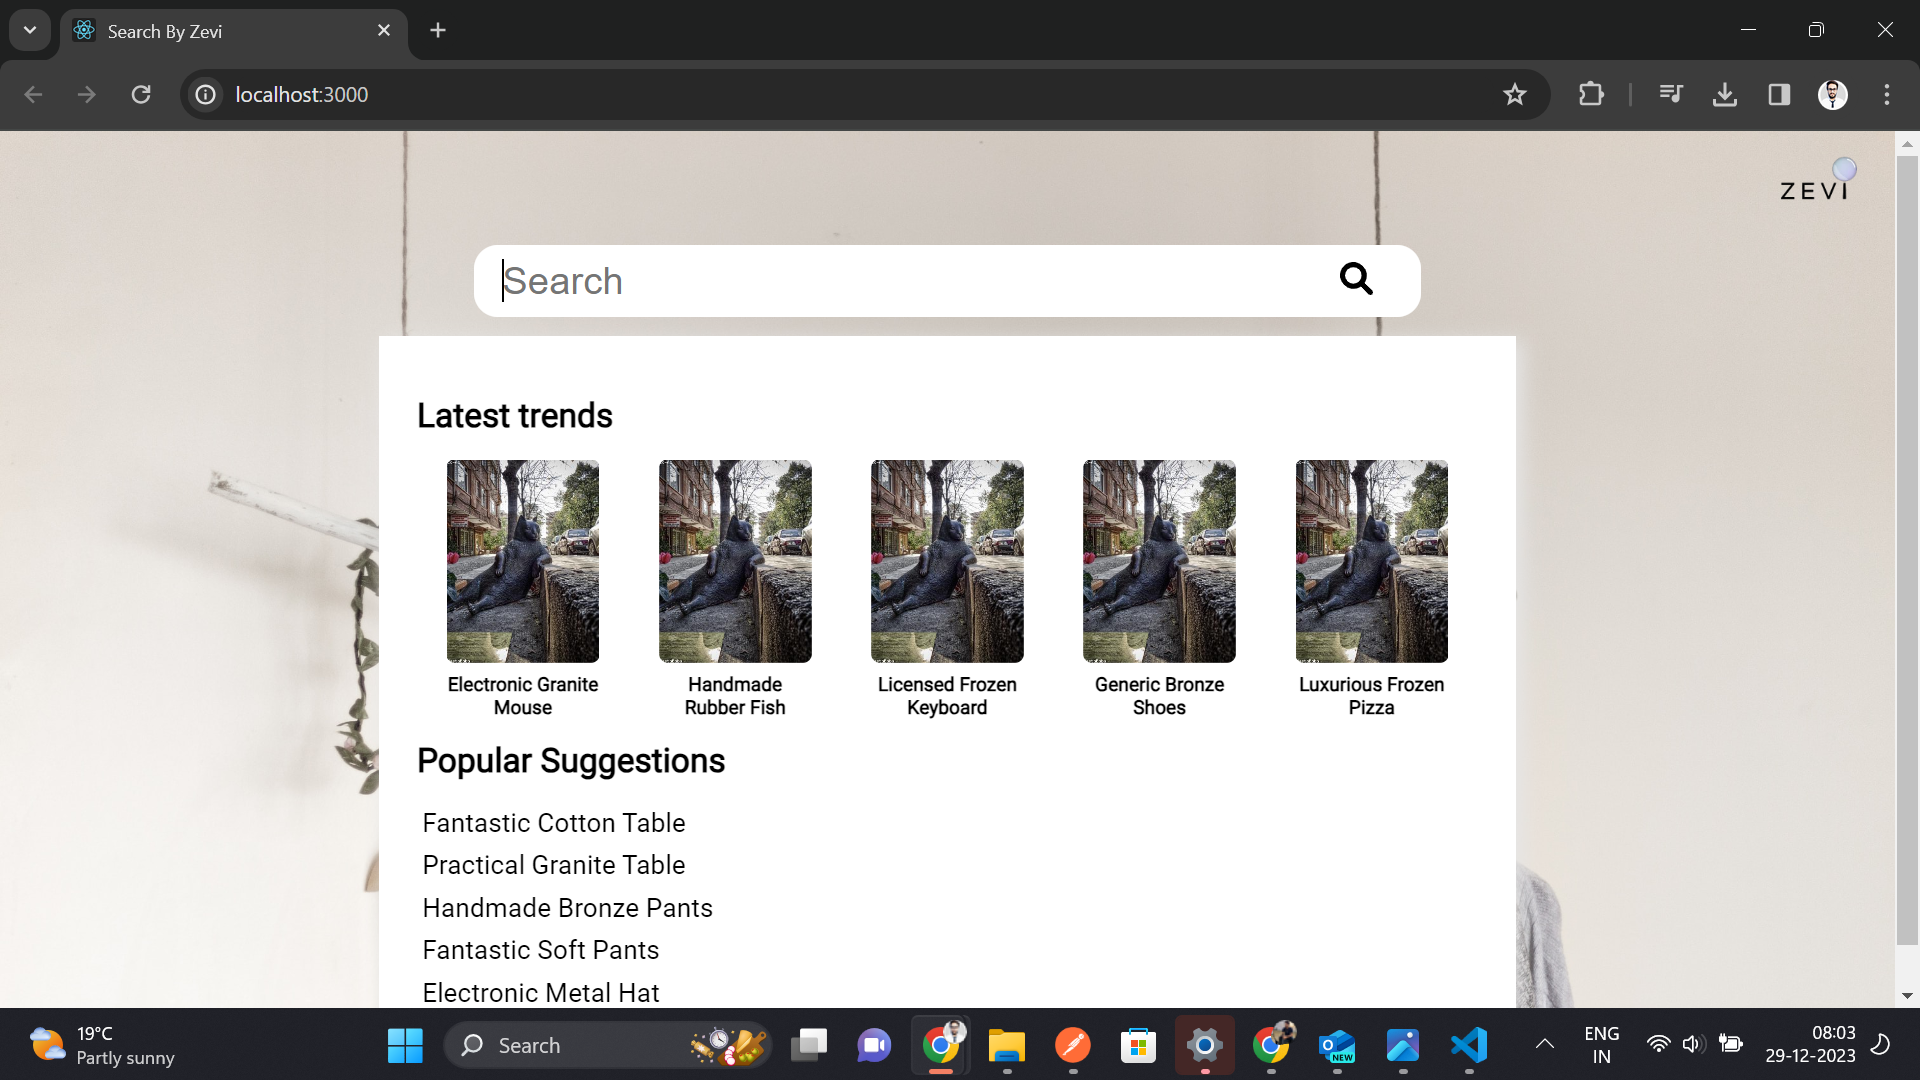 Search By Zevi
localhost:3000
ZEVI
Search
Latest trends
Electronic Granite
Mouse
Handmade
Rubber Fish
Licensed Frozen
Keyboard
Generic Bronze
Shoes
Luxurious Frozen
Pizza
Popular Suggestions
Fantastic Cotton Table
Practical Granite Table
Handmade Bronze Pants
Fantastic Soft Pants
Electronic Metal Hat
19°C
Partly sunny
Search
NEW
ENG
IN
08:03
29-12-2023